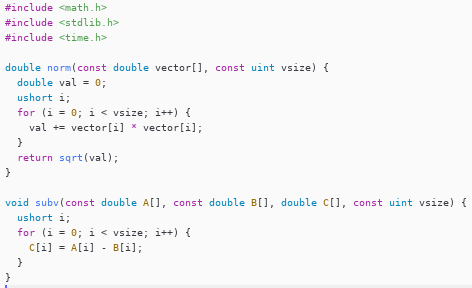 #include <math.h>
#include <stdlib.h>
#include <time.h>

double norm(const double vector[], const uint vsize) {
  double val = 0;
  ushort i;
  for (i = 0; i < vsize; i++) {
    val += vector[i] * vector[i];
  }
  return sqrt(val);
}

void subv(const double A[], const double B[], double C[], const uint vsize) {
  ushort i;
  for (i = 0; i < vsize; i++) {
    C[i] = A[i] - B[i];
  }
}